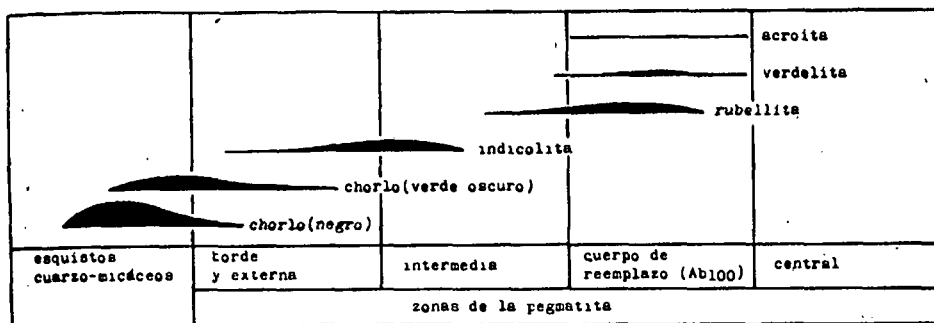 acroita
verdelita
rubellita
indicolita
chorlo(verde oscuro)
chorlo(negro)
esquistos
cuarzo-micáceos
borde
y externa
intermedia
cuerpo de
reemplazo (Ab100)
central
zonas de la pegmatita